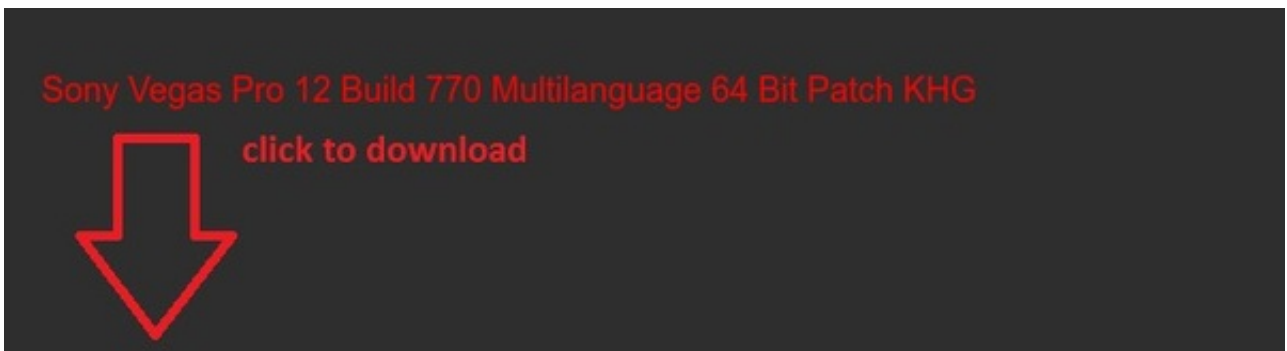 Sony Vegas Pro 12 Build 770 Multilanguage 64 Bit Patch KHG
click to download